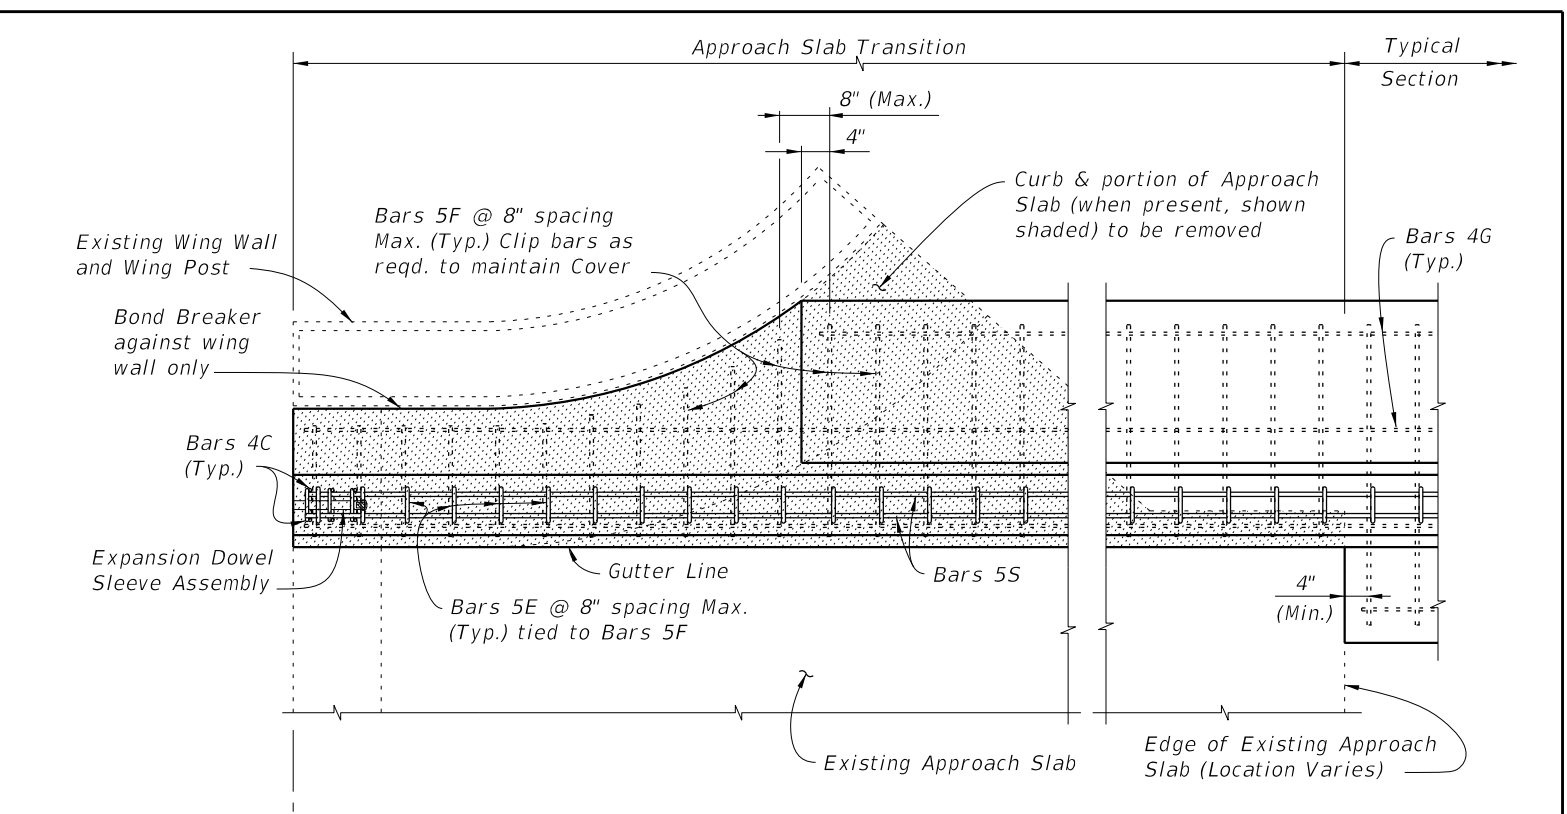 Approach Slab Transition
Typical
Section
8" (Max.)
4"
Curb & portion of Approach
Slab (when present, shown
shaded) to be removed
Bars 5F @ 8" spacing
Max. (Typ.) Clip bars as
reqd. to maintain Cover
Existing Wing Wall
and Wing Post
Bars 4G
(Typ.)
Bond Breaker
against wing
wall only
Bars 4C
(Typ.)
Expansion Dowel
Sleeve Assembly
Gutter Line
Bars 5S
4"
(Min.)
Bars 5E @ 8" spacing Max.
(Typ.) tied to Bars 5F
Existing Approach Slab
Edge of Existing Approach
Slab (Location Varies)